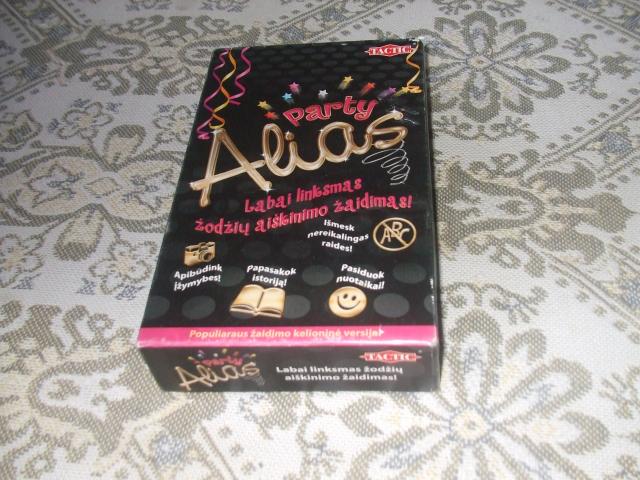 TACTIC
Party
Alias
Labai linksmas
žodžių aiškinimo žaidimas!
Išmesk
nereikalingas
raides!
ABC
Apibūdink
įžymybes!
Papasakok
istoriją!
Pasiduok
nuotaikai!
Populiaraus žaidimo kelioninė versija!
Party
Alias
TACTIC
Labai linksmas žodžių
aiškinimo žaidimas!